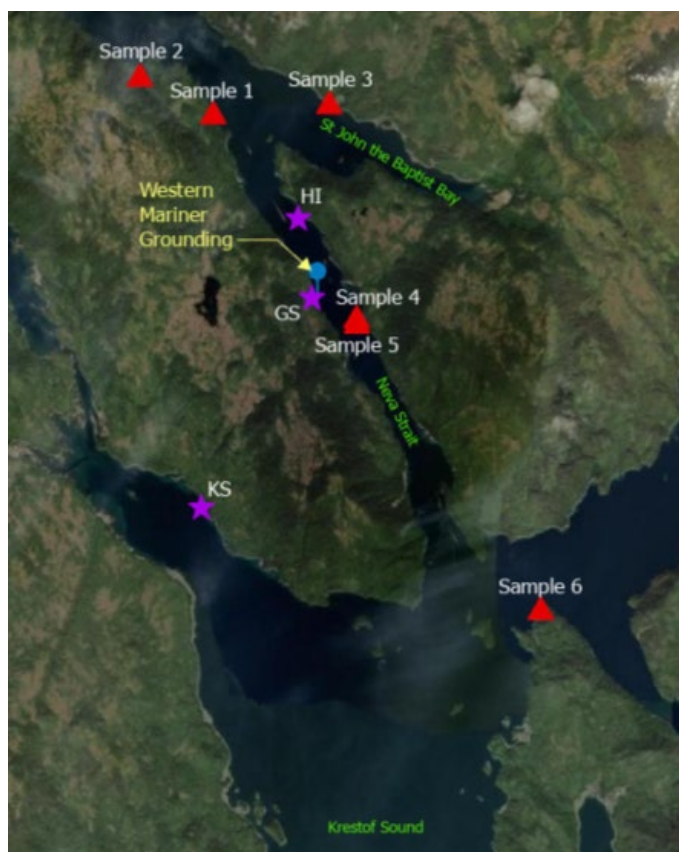 Sample 2
Sample 1
Sample 3
St John the Baptist Bay
Western
Mariner
Grounding
HI
GS
Sample 4
Sample 5
Neva Strait
KS
Sample 6
Krestof Sound